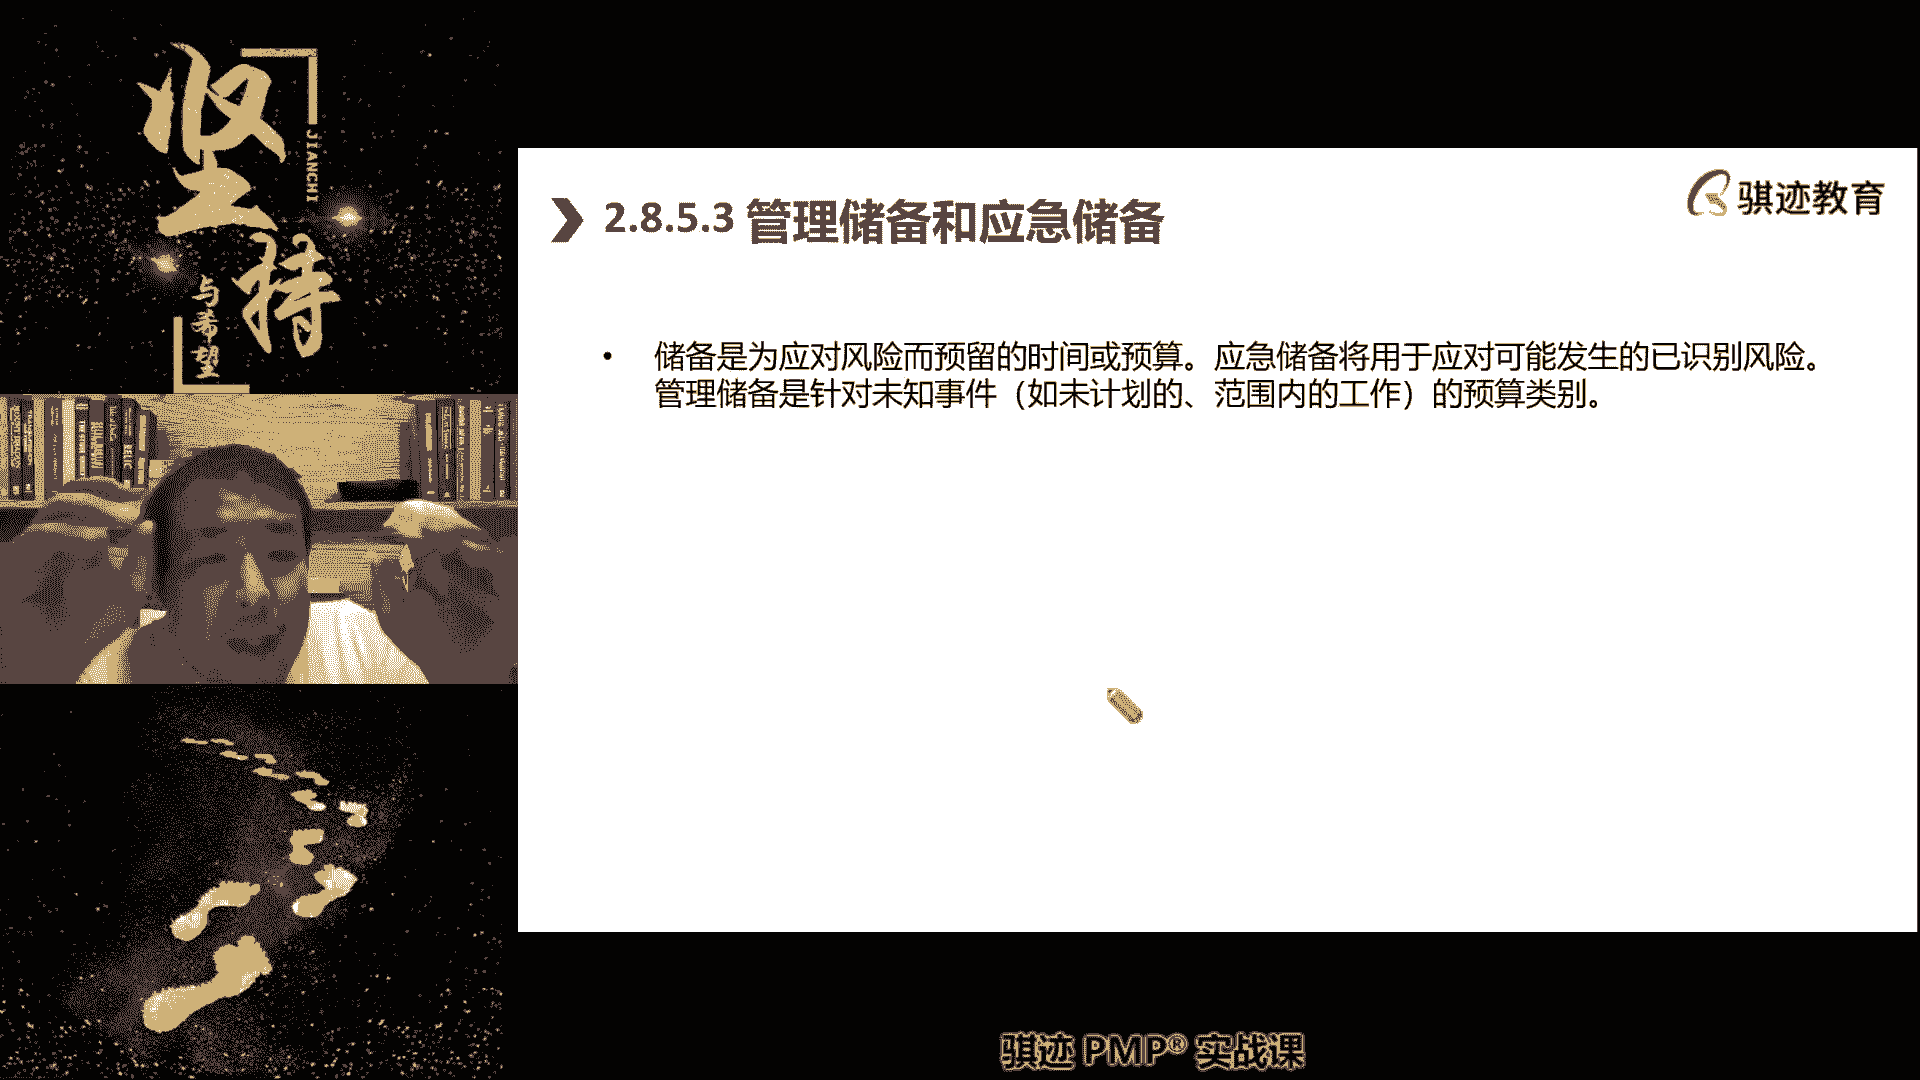 坚持
JIANCHI
与希望
骐迹教育
2.8.5.3 管理储备和应急储备
• 储备是为应对风险而预留的时间或预算。应急储备将用于应对可能发生的已识别风险。
管理储备是针对未知事件（如未计划的、范围内的工作）的预算类别。
骐迹 PMP® 实战课